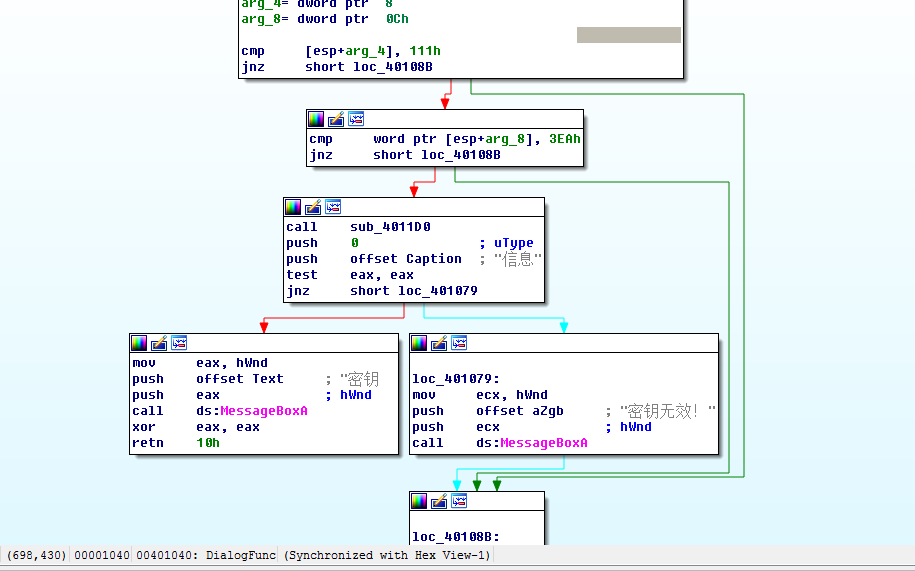 arg_4= dword ptr  8
arg_8= dword ptr  0Ch
cmp     [esp+arg_4], 111h
jnz     short loc_40108B
cmp     word ptr [esp+arg_8], 3EAh
jnz     short loc_40108B
call    sub_4011D0
push    0               ; uType
push    offset Caption  ; "信息"
test    eax, eax
jnz     short loc_401079
mov     eax, hWnd
push    offset Text     ; "密钥
push    eax             ; hWnd
call    ds:MessageBoxA
xor     eax, eax
retn    10h
loc_401079:
mov     ecx, hWnd
push    offset aZgb     ; "密钥无效! "
push    ecx             ; hWnd
call    ds:MessageBoxA
loc_40108B:
(698,430) 00001040 00401040: DialogFunc (Synchronized with Hex View-1)